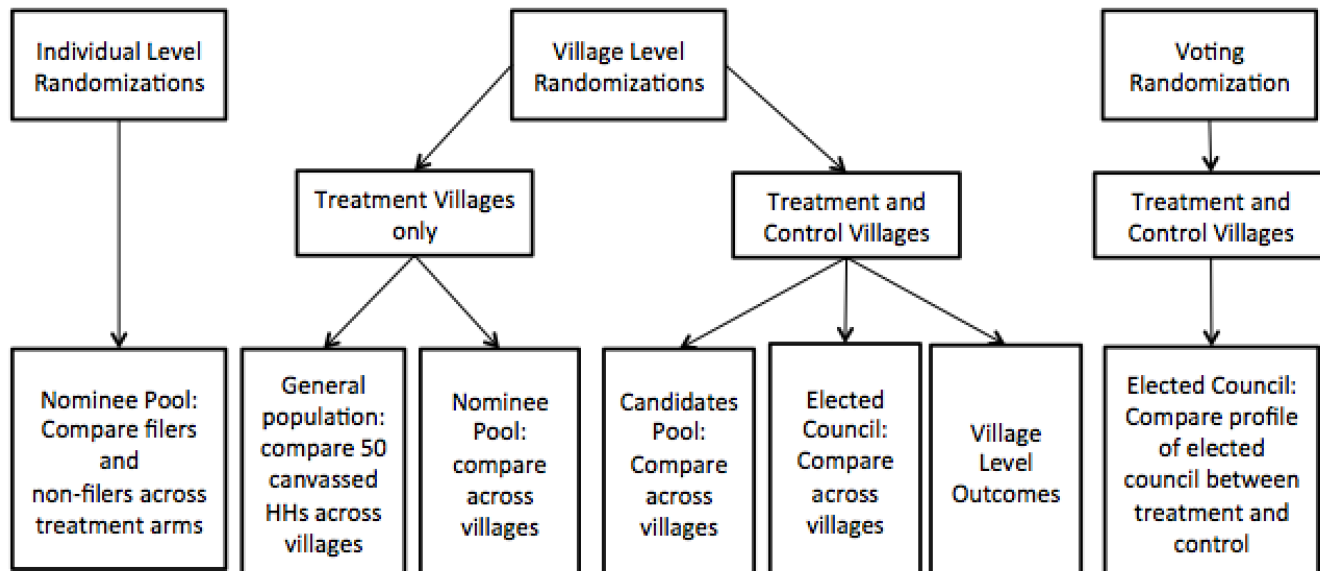 Individual Level
Randomizations
Village Level
Randomizations
Voting
Randomization
Treatment Villages
only
Treatment and
Control Villages
Treatment and
Control Villages
Nominee Pool:
Compare filers
and
non-filers across
treatment arms
General
population:
compare 50
canvassed
HHs across
villages
Nominee
Pool:
compare
across
villages
Candidates
Pool:
Compare
across
villages
Elected
Council:
Compare
across
villages
Village
Level
Outcomes
Elected Council:
Compare profile
of elected
council between
treatment and
control